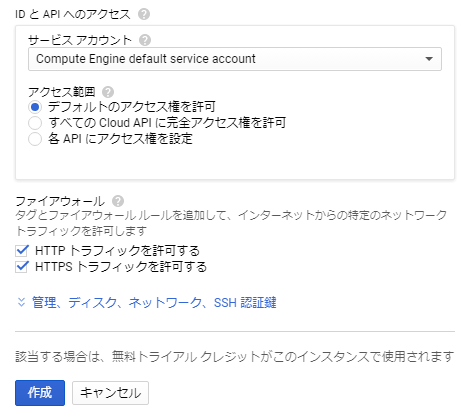 ID と API へのアクセス
サービス アカウント
Compute Engine default service account
アクセス範囲
デフォルトのアクセス権を許可
すべての Cloud API に完全アクセス権を許可
各 API にアクセス権を設定
ファイアウォール
タグとファイアウォール ルールを追加して、インターネットからの特定のネットワーク
トラフィックを許可します
HTTP トラフィックを許可する
HTTPS トラフィックを許可する
管理、ディスク、ネットワーク、SSH 認証鍵
該当する場合は、無料トライアル クレジットがこのインスタンスで使用されます
作成 キャンセル